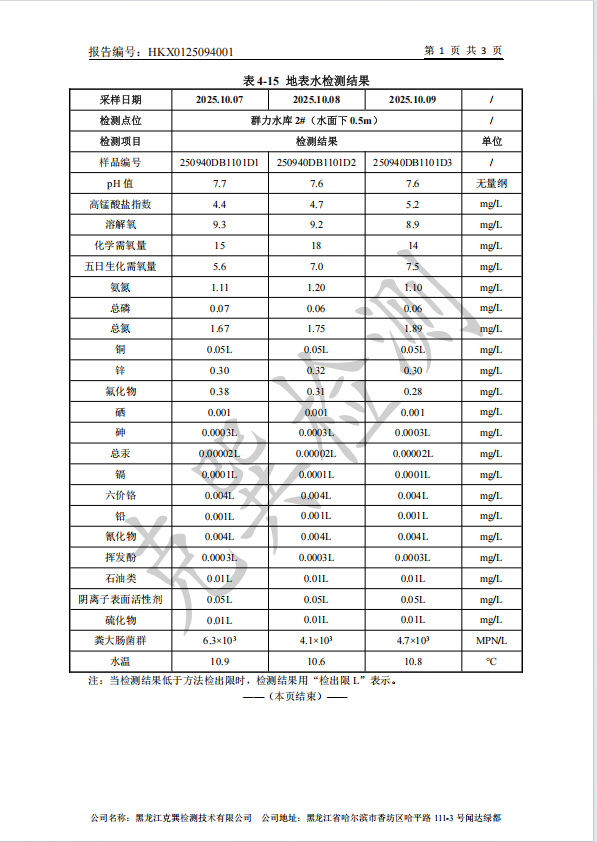 报告编号：HKX0125094001 第 1 页 共 3 页
表 4-15 地表水检测结果
采样日期 2025.10.07 2025.10.08 2025.10.09 /
检测点位 群力水库 2#（水面下 0.5m） /
检测项目 检测结果 单位
样品编号 250940DB1101D1 250940DB1101D2 250940DB1101D3 /
pH 值 7.7 7.6 7.6 无量纲
高锰酸盐指数 4.4 4.7 5.2 mg/L
溶解氧 9.3 9.2 8.9 mg/L
化学需氧量 15 18 14 mg/L
五日生化需氧量 5.6 7.0 7.5 mg/L
氨氮 1.11 1.20 1.10 mg/L
总磷 0.07 0.06 0.06 mg/L
总氮 1.67 1.75 1.89 mg/L
铜 0.05L 0.05L 0.05L mg/L
锌 0.30 0.32 0.30 mg/L
氟化物 0.38 0.31 0.28 mg/L
硒 0.001 0.001 0.001 mg/L
砷 0.0003L 0.0003L 0.0003L mg/L
总汞 0.00002L 0.00002L 0.00002L mg/L
镉 0.0001L 0.0001L 0.0001L mg/L
六价铬 0.004L 0.004L 0.004L mg/L
铅 0.001L 0.001L 0.001L mg/L
氰化物 0.004L 0.004L 0.004L mg/L
挥发酚 0.0003L 0.0003L 0.0003L mg/L
石油类 0.01L 0.01L 0.01L mg/L
阴离子表面活性剂 0.05L 0.05L 0.05L mg/L
硫化物 0.01L 0.01L 0.01L mg/L
粪大肠菌群 6.3×10³ 4.1×10³ 4.7×10³ MPN/L
水温 10.9 10.6 10.8 ℃
注：当检测结果低于方法检出限时，检测结果用“检出限 L”表示。
——（本页结束）——
克巽检测
公司名称：黑龙江克巽检测技术有限公司 公司地址：黑龙江省哈尔滨市香坊区哈平路 111-3 号闻达绿都